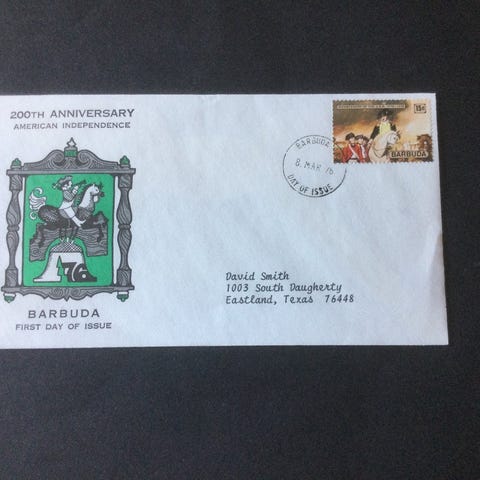 200TH ANNIVERSARY
AMERICAN INDEPENDENCE
1776
BARBUDA
FIRST DAY OF ISSUE
15c
BARBUDA
BARBUDA
8. MAR 76
DAY OF ISSUE
David Smith
1003 South Daugherty
Eastland, Texas 76448